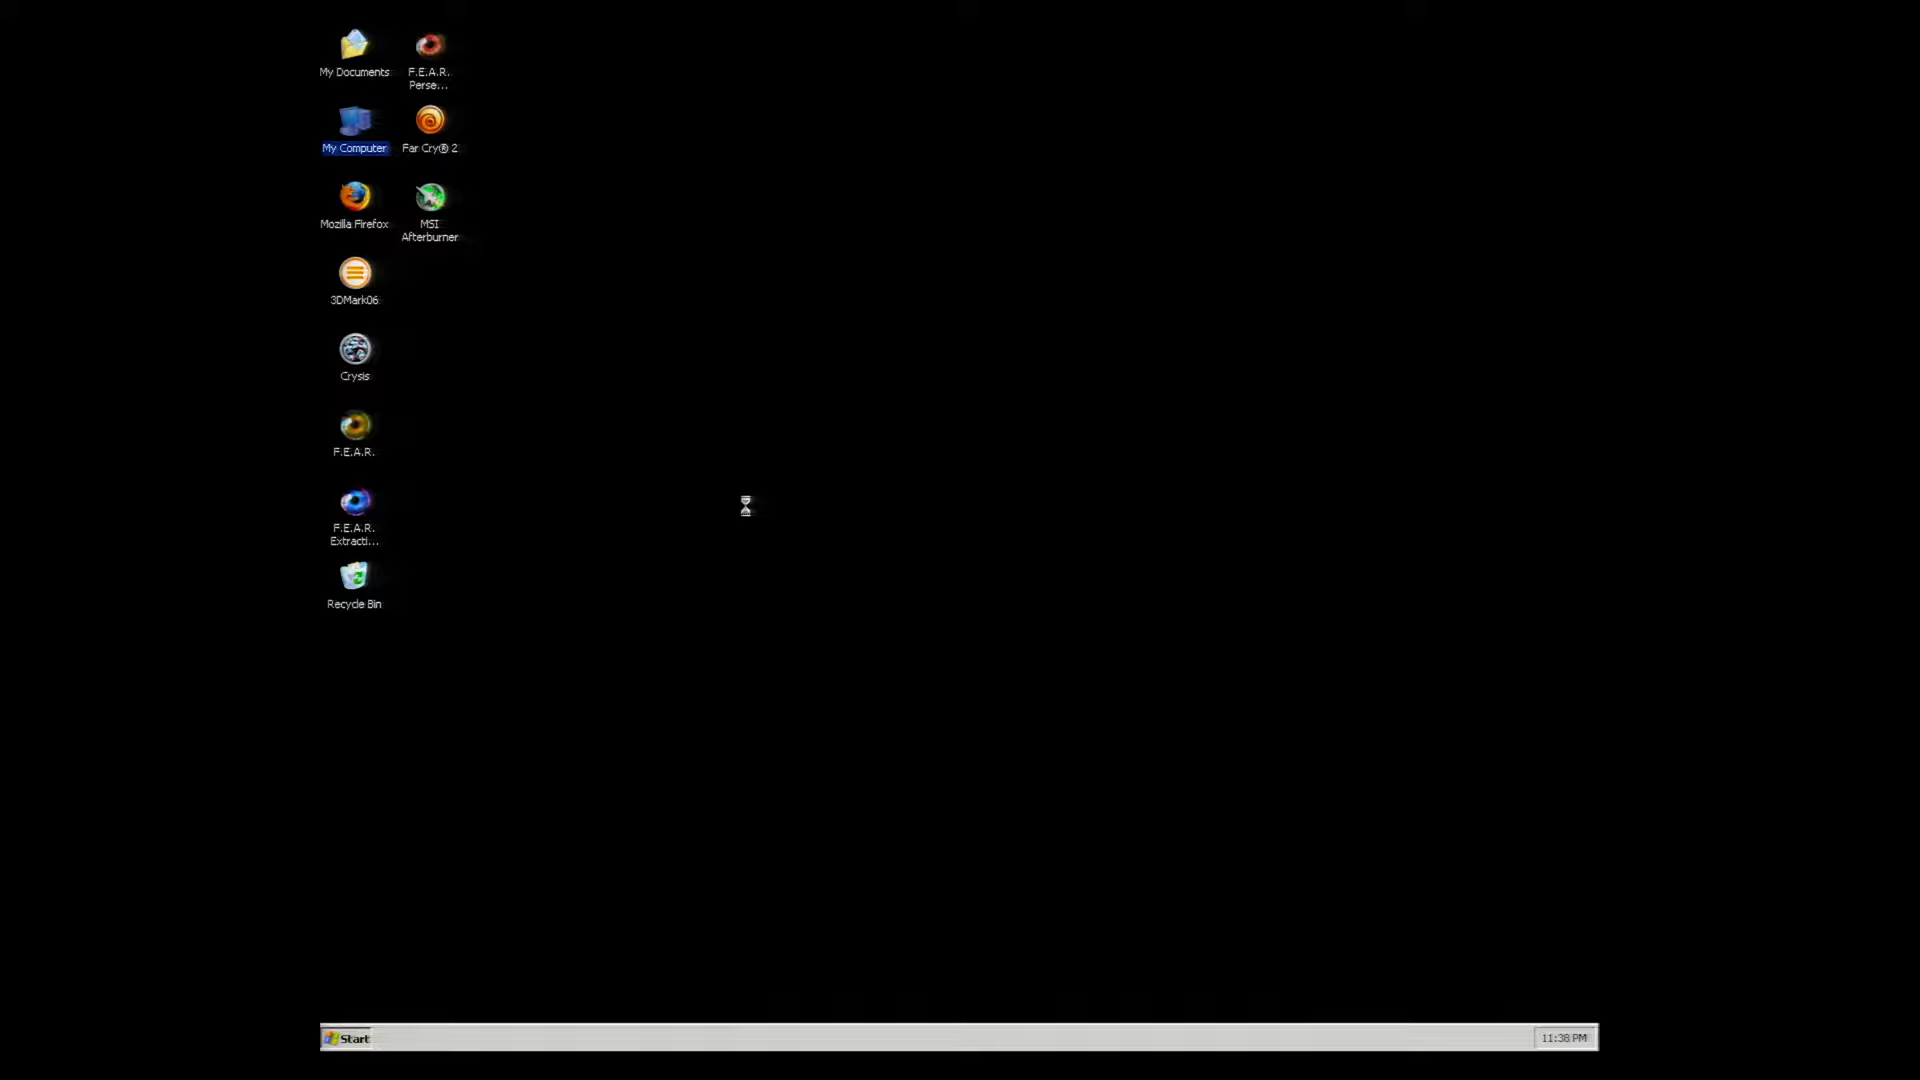 My Documents
F.E.A.R.
Perse...
My Computer
Far Cry® 2
Mozilla Firefox
MSI
Afterburner
3DMark06
Crysis
F.E.A.R.
F.E.A.R.
Extracti...
Recycle Bin
Start
11:38 PM